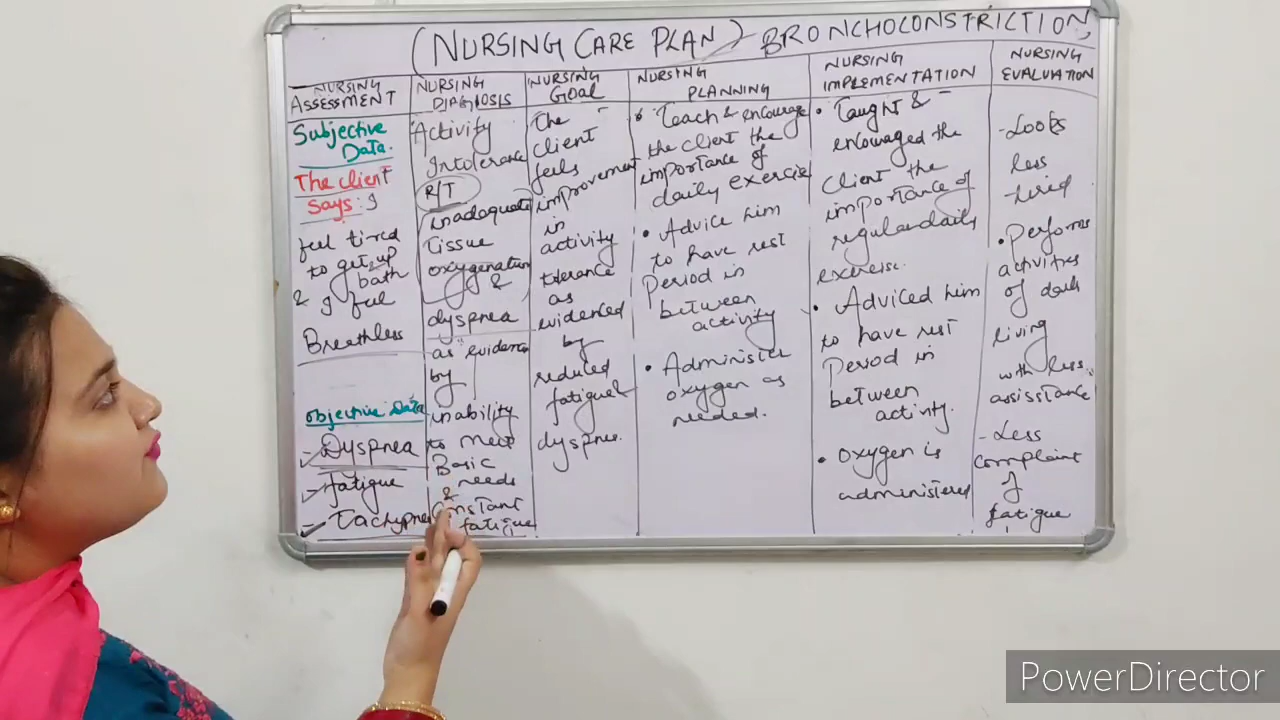 (NURSING CARE PLAN) - BRONCHOCONSTRICTION
NURSING
ASSESSMENT
Subjective
Data.
The client
says: I
feel tired
to get up
bath
& I feel
Breathless
objective Data
- Dyspnea
- fatigue
- Tachypnea
NURSING
DIAGNOSIS
Activity
Intolerance
R/T
inadequate
tissue
oxygenation
&
dyspnea
as evidence
by
inability
to meet
Basic
needs
&
Constant
fatigue
NURSING
GOAL
The
client
feels
improvement
in
activity
tolerance
as
evidenced
by
reduced
fatigue
dyspnea.
NURSING
PLANNING
• Teach & encourage
the client the
importance of
daily exercise
• Advice him
to have rest
Period in
between
activity
• Administer
oxygen as
needed.
NURSING
IMPLEMENTATION
• Taught &
encouraged the
Client the
importance of
regular daily
exercise.
• Adviced him
to have rest
Period in
between
activity.
• oxygen is
administered
NURSING
EVALUATION
- Looks
less
tired
• Performs
activities
of daily
living
with less
assistance
- Less
complaint
of
fatigue
PowerDirector